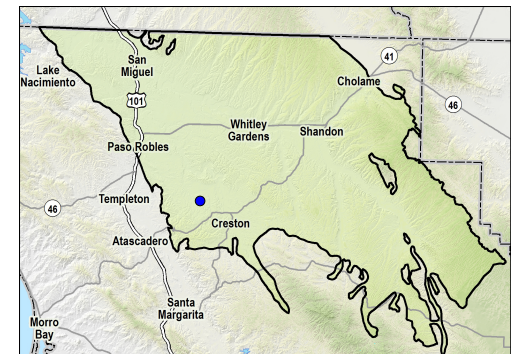 San
Miguel
41
Lake
Nacimiento
Cholame
101
46
Whitley
Gardens
Shandon
Paso Robles
Templeton
46
Creston
Atascadero
Santa
Margarita
Morro
Bay